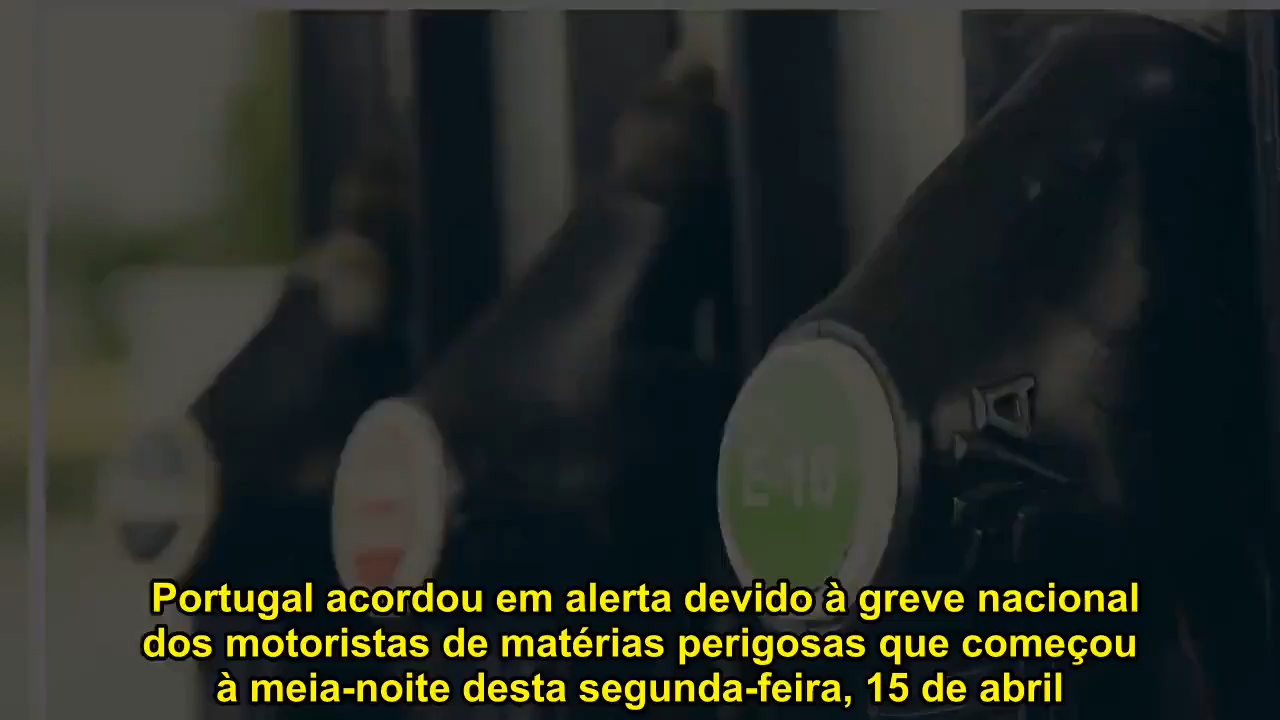 E-10
Portugal acordou em alerta devido à greve nacional
dos motoristas de matérias perigosas que começou
à meia-noite desta segunda-feira, 15 de abril